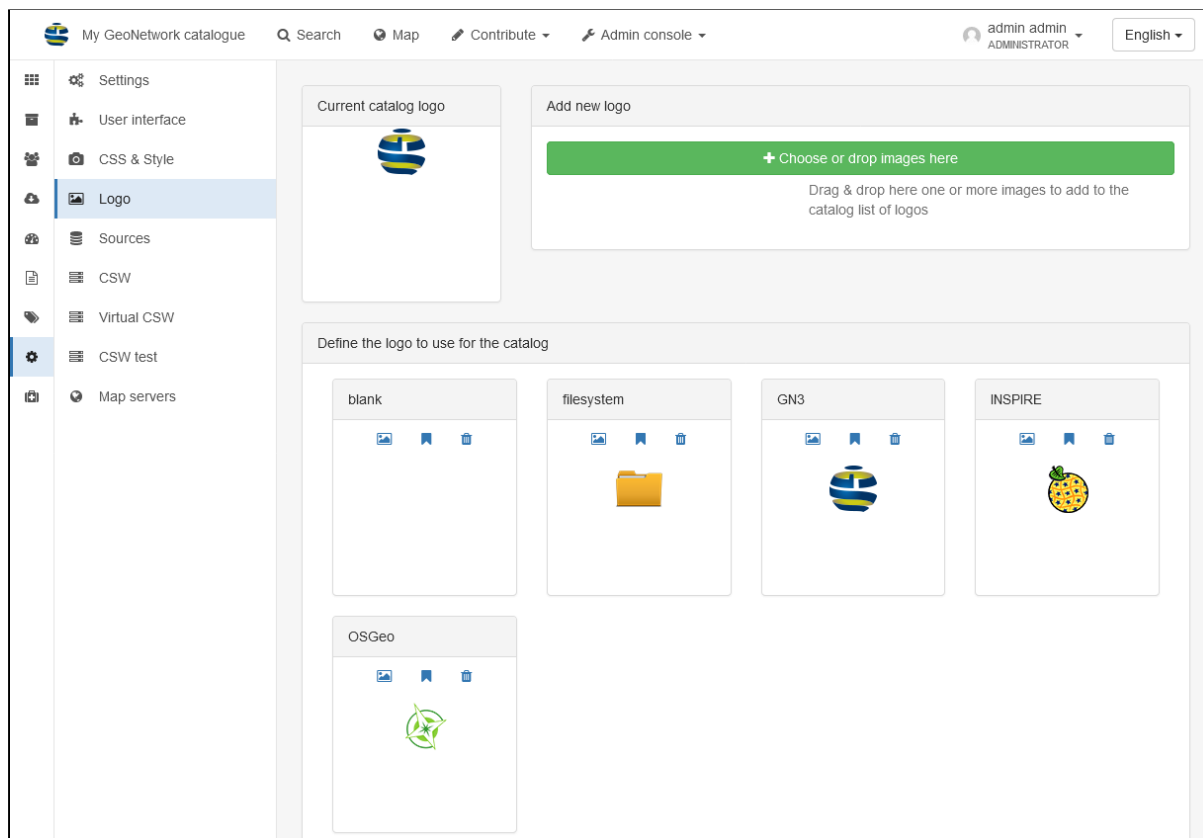 My GeoNetwork catalogue
Search
Map
Contribute
Admin console
admin admin
ADMINISTRATOR
English
Settings
User interface
CSS & Style
Logo
Sources
CSW
Virtual CSW
CSW test
Map servers
Current catalog logo
Add new logo
Choose or drop images here
Drag & drop here one or more images to add to the
catalog list of logos
Define the logo to use for the catalog
blank
filesystem
GN3
INSPIRE
OSGeo